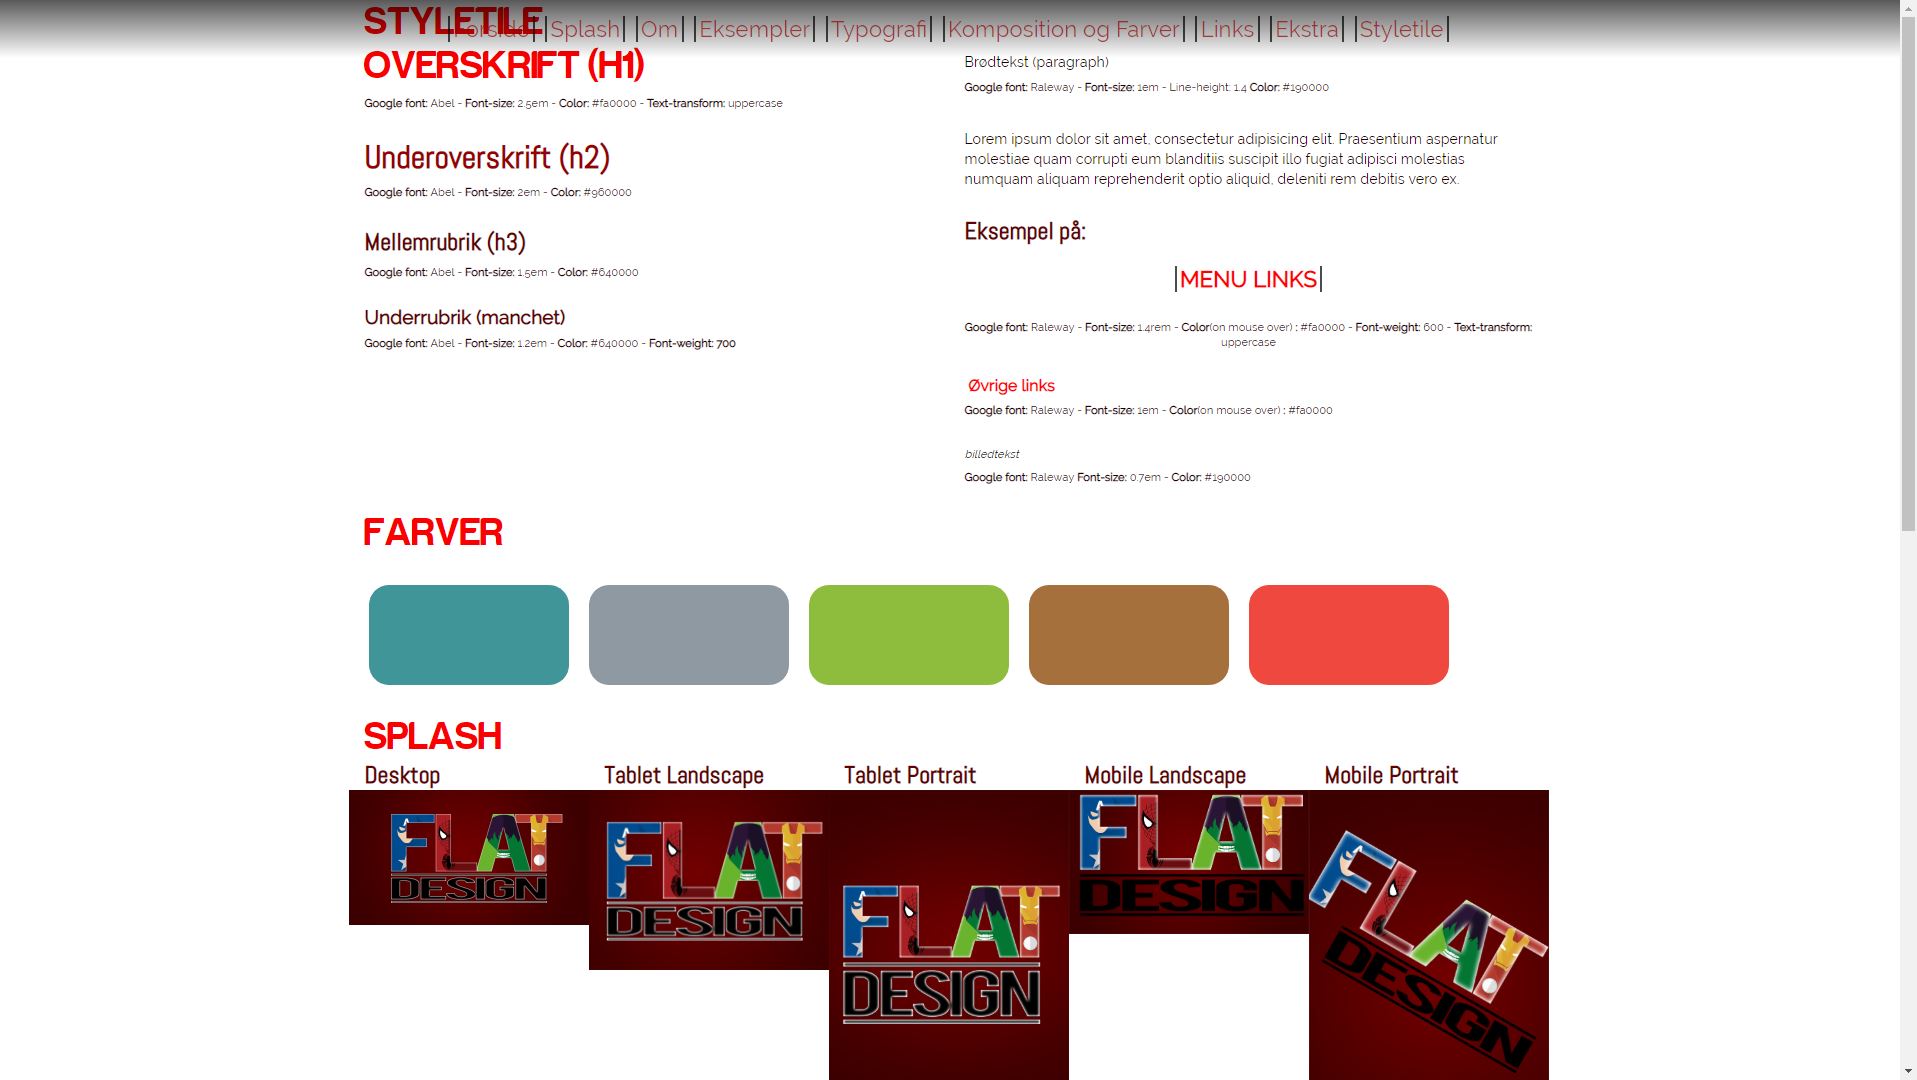 STYLETILE
Forside Splash Om Eksempler Typografi Komposition og Farver Links Ekstra Styletile
OVERSKRIFT (H1)
Google font: Abel - Font-size: 2.5em - Color: #fa0000 - Text-transform: uppercase
Underoverskrift (h2)
Google font: Abel - Font-size: 2em - Color: #960000
Mellemrubrik (h3)
Google font: Abel - Font-size: 1.5em - Color: #640000
Underrubrik (manchet)
Google font: Abel - Font-size: 1.2em - Color: #640000 - Font-weight: 700
Brødtekst (paragraph)
Google font: Raleway - Font-size: 1em - Line-height: 1.4 Color: #190000
Lorem ipsum dolor sit amet, consectetur adipisicing elit. Praesentium aspernatur
molestiae quam corrupti eum blanditiis suscipit illo fugiat adipisci molestias
numquam aliquam reprehenderit optio aliquid, deleniti rem debitis vero ex.
Eksempel på:
MENU LINKS
Google font: Raleway - Font-size: 1.4rem - Color(on mouse over) : #fa0000 - Font-weight: 600 - Text-transform:
uppercase
Øvrige links
Google font: Raleway - Font-size: 1em - Color(on mouse over) : #fa0000
billedtekst
Google font: Raleway Font-size: 0.7em - Color: #190000
FARVER
SPLASH
Desktop
FLAT
DESIGN
Tablet Landscape
FLAT
DESIGN
Tablet Portrait
FLAT
DESIGN
Mobile Landscape
FLAT
DESIGN
Mobile Portrait
FLAT
DESIGN